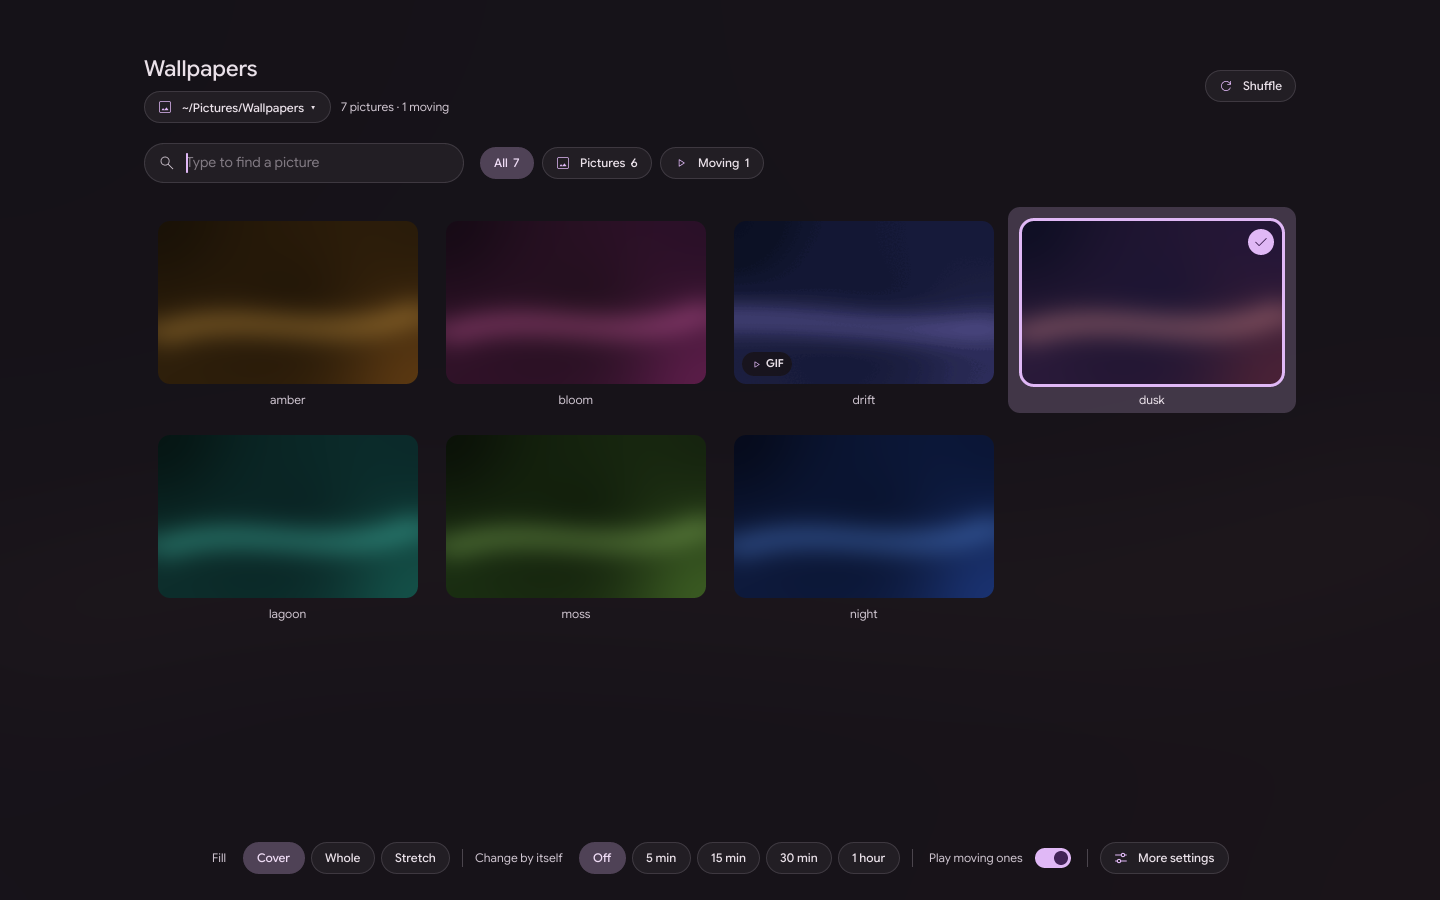 Wallpapers
~/Pictures/Wallpapers
7 pictures · 1 moving
Shuffle
Type to find a picture
All 7
Pictures 6
Moving 1
GIF
amber
bloom
drift
dusk
lagoon
moss
night
Fill
Cover
Whole
Stretch
Change by itself
Off
5 min
15 min
30 min
1 hour
Play moving ones
More settings